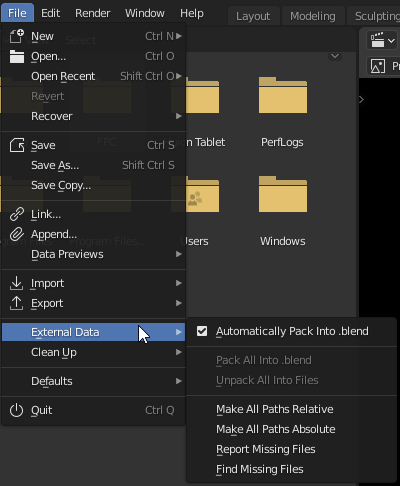 File Edit Render Window Help Layout Modeling Sculpting
New Ctrl N
Open... Ctrl O
Open Recent Shift Ctrl O
Revert
Recover
Save Ctrl S
Save As... Shift Ctrl S
Save Copy...
Link...
Append...
Data Previews
Import
Export
External Data
Clean Up
Defaults
Quit Ctrl Q
Tablet
PerfLogs
Program Files...
Users
Windows
Automatically Pack Into .blend
Pack All Into .blend
Unpack All Into Files
Make All Paths Relative
Make All Paths Absolute
Report Missing Files
Find Missing Files